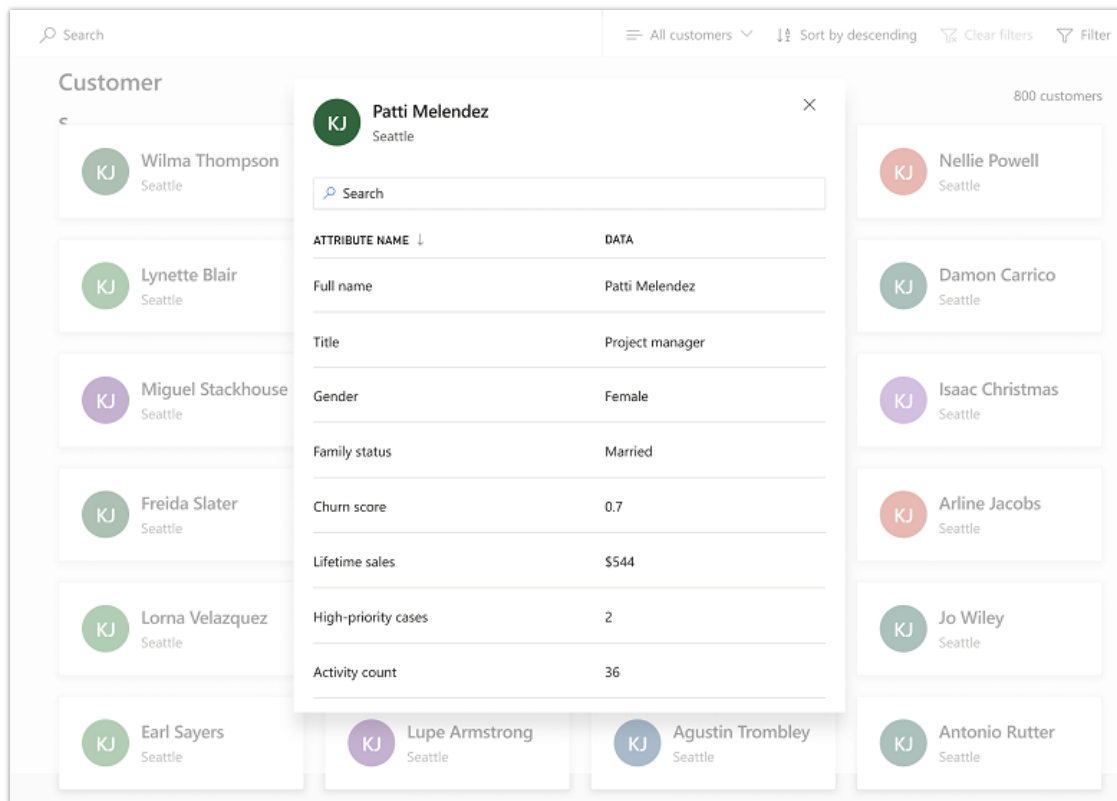 Search
All customers
Sort by descending
Clear filters
Filter
Customer
800 customers
KJ
Patti Melendez
Seattle
Search
ATTRIBUTE NAME ↓ DATA
Full name Patti Melendez
Title Project manager
Gender Female
Family status Married
Churn score 0.7
Lifetime sales $544
High-priority cases 2
Activity count 36
KJ
Wilma Thompson
Seattle
KJ
Nellie Powell
Seattle
KJ
Lynette Blair
Seattle
KJ
Damon Carrico
Seattle
KJ
Miguel Stackhouse
Seattle
KJ
Isaac Christmas
Seattle
KJ
Freida Slater
Seattle
KJ
Arline Jacobs
Seattle
KJ
Lorna Velazquez
Seattle
KJ
Jo Wiley
Seattle
KJ
Earl Sayers
Seattle
KJ
Lupe Armstrong
Seattle
KJ
Agustin Trombley
Seattle
KJ
Antonio Rutter
Seattle